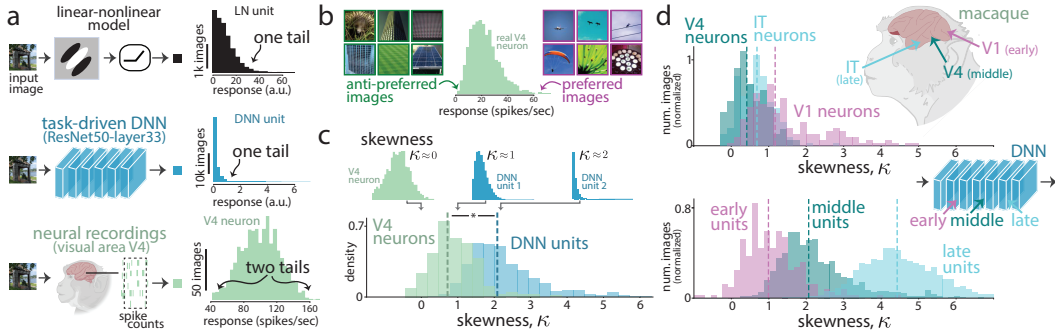 a
linear-nonlinear
model
input
image
1k images
LN unit
one tail
0 20 40 60
response (a.u.)
task-driven DNN
(ResNet50-layer33)
10k images
DNN unit
one tail
0 2 4 6
response (a.u.)
neural recordings
(visual area V4)
spike
counts
50 images
V4 neuron
two tails
40 80 120 160
response (spikes/sec)
b
real V4
neuron
anti-preferred
images
0 20 40 60
response (spikes/sec)
preferred
images
c
skewness
κ≈0
κ≈1
κ≈2
V4
neuron
DNN
unit 1
DNN
unit 2
*
0.7
0
density
V4
neurons
DNN units
0 1 2 3 4 5 6
skewness, κ
d
V4
neurons
IT
neurons
V1 neurons
1
0
num. images
(normalized)
0 1 2 3 4 5 6
skewness, κ
macaque
V1 (early)
V4 (middle)
IT
(late)
DNN
early
middle
late
0.8
0
num. images
(normalized)
early
units
middle
units
late
units
0 1 2 3 4 5 6
skewness, κ